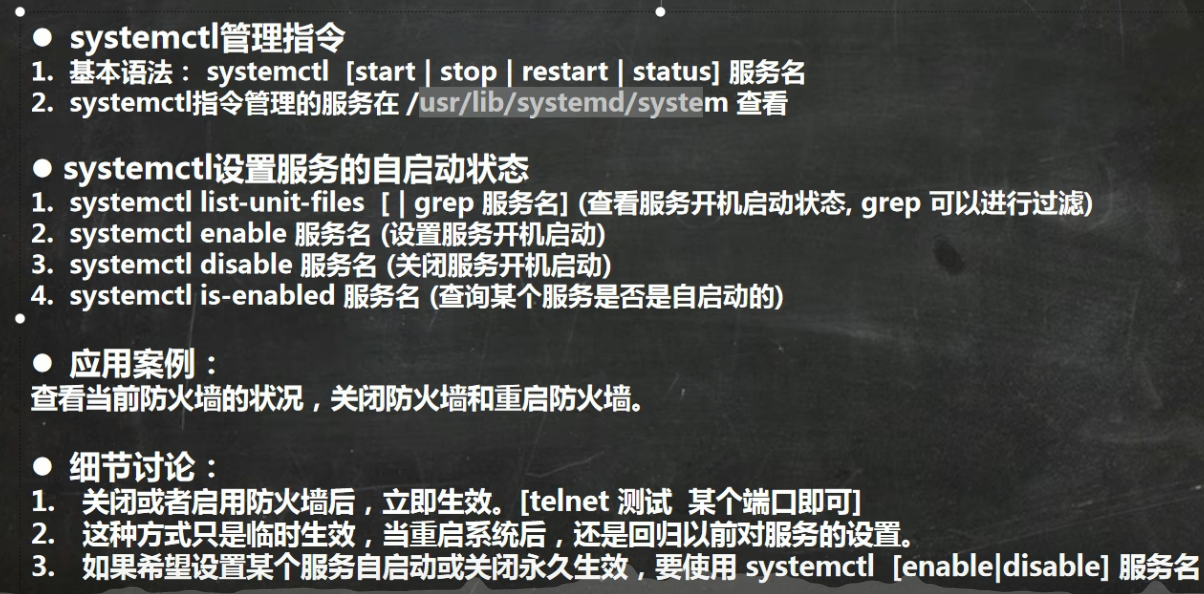 ● systemctl管理指令
1. 基本语法： systemctl [start | stop | restart | status] 服务名
2. systemctl指令管理的服务在 /usr/lib/systemd/system 查看
● systemctl设置服务的自启动状态
1. systemctl list-unit-files [ | grep 服务名] (查看服务开机启动状态, grep 可以进行过滤)
2. systemctl enable 服务名 (设置服务开机启动)
3. systemctl disable 服务名 (关闭服务开机启动)
4. systemctl is-enabled 服务名 (查询某个服务是否是自启动的)
● 应用案例：
查看当前防火墙的状况，关闭防火墙和重启防火墙。
● 细节讨论：
1. 关闭或者启用防火墙后，立即生效。[telnet 测试 某个端口即可]
2. 这种方式只是临时生效，当重启系统后，还是回归以前对服务的设置。
3. 如果希望设置某个服务自启动或关闭永久生效，要使用 systemctl [enable|disable] 服务名